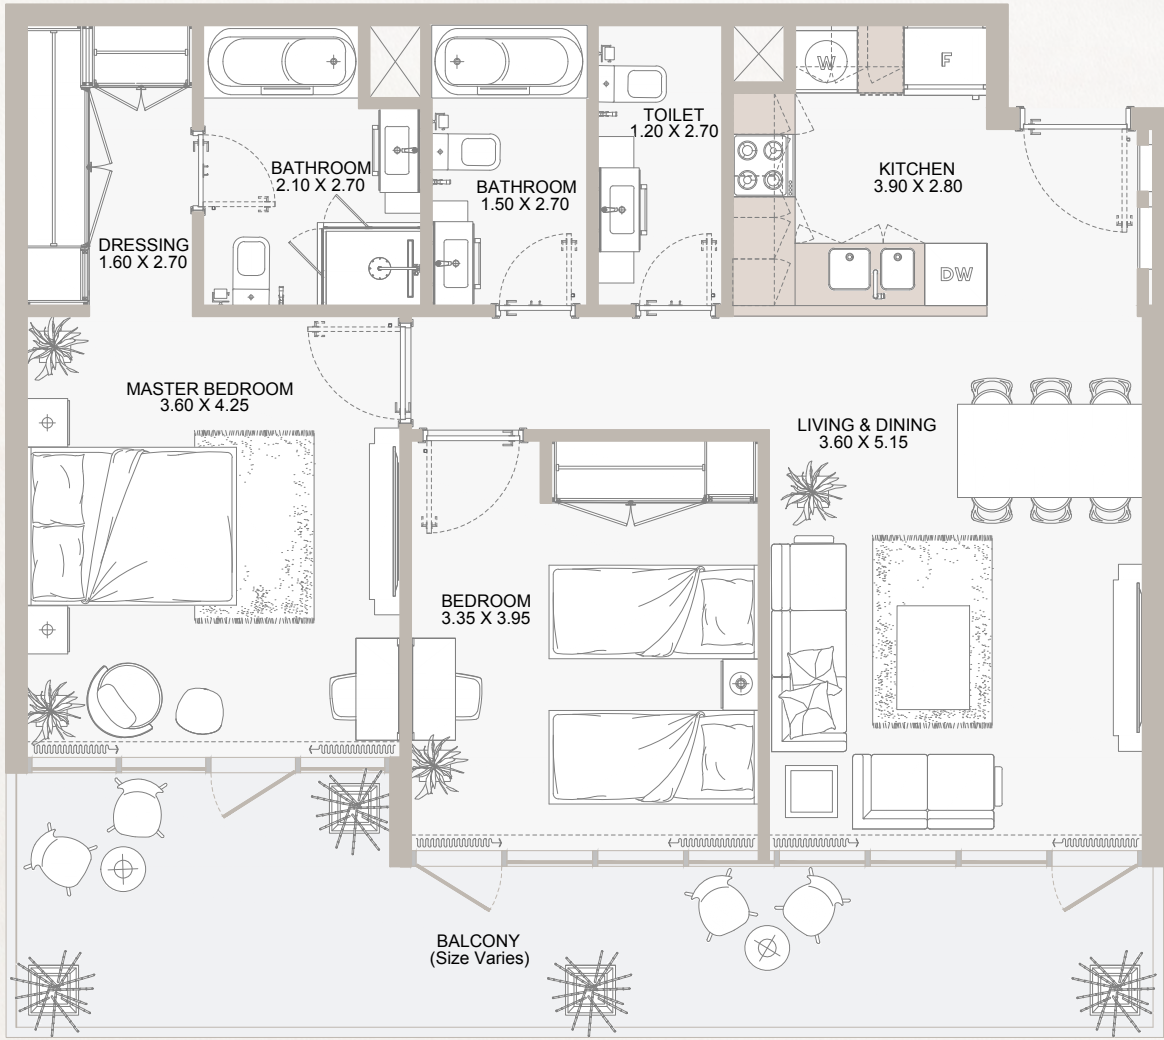 W
F
TOILET
1.20 X 2.70
BATHROOM
2.10 X 2.70
KITCHEN
3.90 X 2.80
BATHROOM
1.50 X 2.70
DRESSING
1.60 X 2.70
DW
MASTER BEDROOM
3.60 X 4.25
LIVING & DINING
3.60 X 5.15
BEDROOM
3.35 X 3.95
BALCONY
(Size Varies)